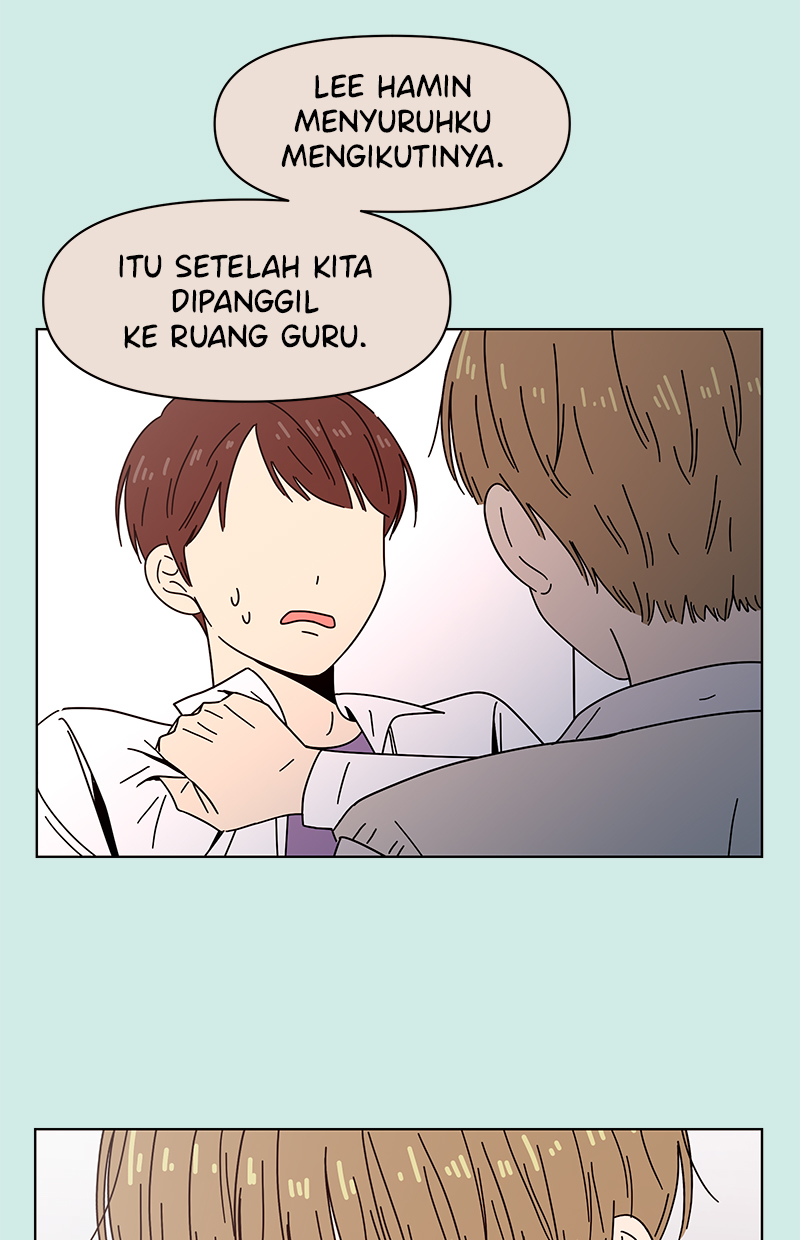 LEE HAMIN
MENYURUHKU
MENGIKUTINYA.
ITU SETELAH KITA
DIPANGGIL
KE RUANG GURU.